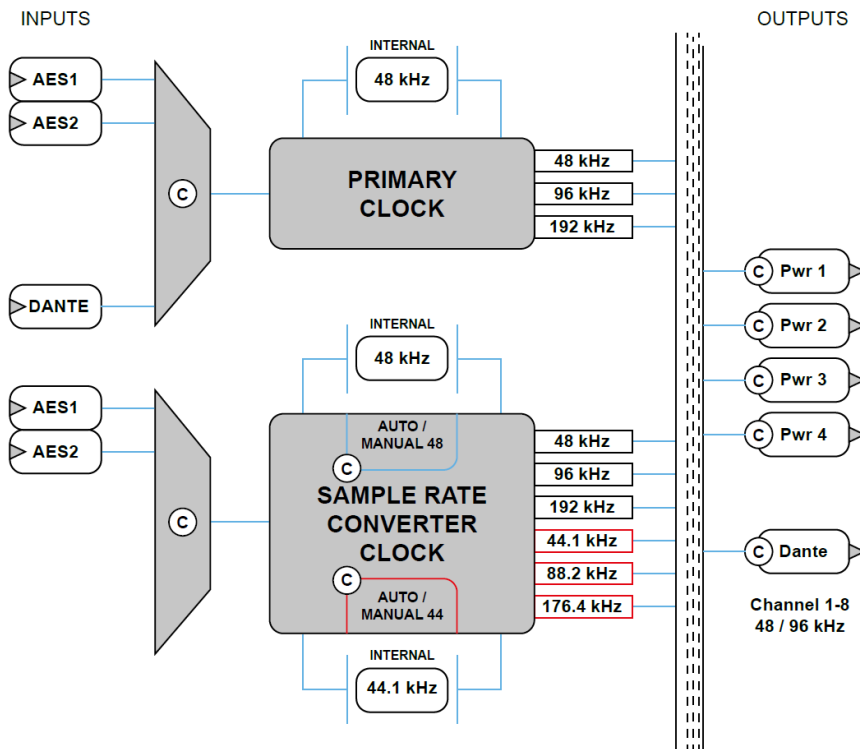 INPUTS
OUTPUTS
AES1
AES2
C
DANTE
INTERNAL
48 kHz
PRIMARY
CLOCK
48 kHz
96 kHz
192 kHz
AES1
AES2
C
INTERNAL
48 kHz
AUTO /
MANUAL 48
C
SAMPLE RATE
CONVERTER
CLOCK
C
AUTO /
MANUAL 44
INTERNAL
44.1 kHz
48 kHz
96 kHz
192 kHz
44.1 kHz
88.2 kHz
176.4 kHz
C Pwr 1
C Pwr 2
C Pwr 3
C Pwr 4
C Dante
Channel 1-8
48 / 96 kHz